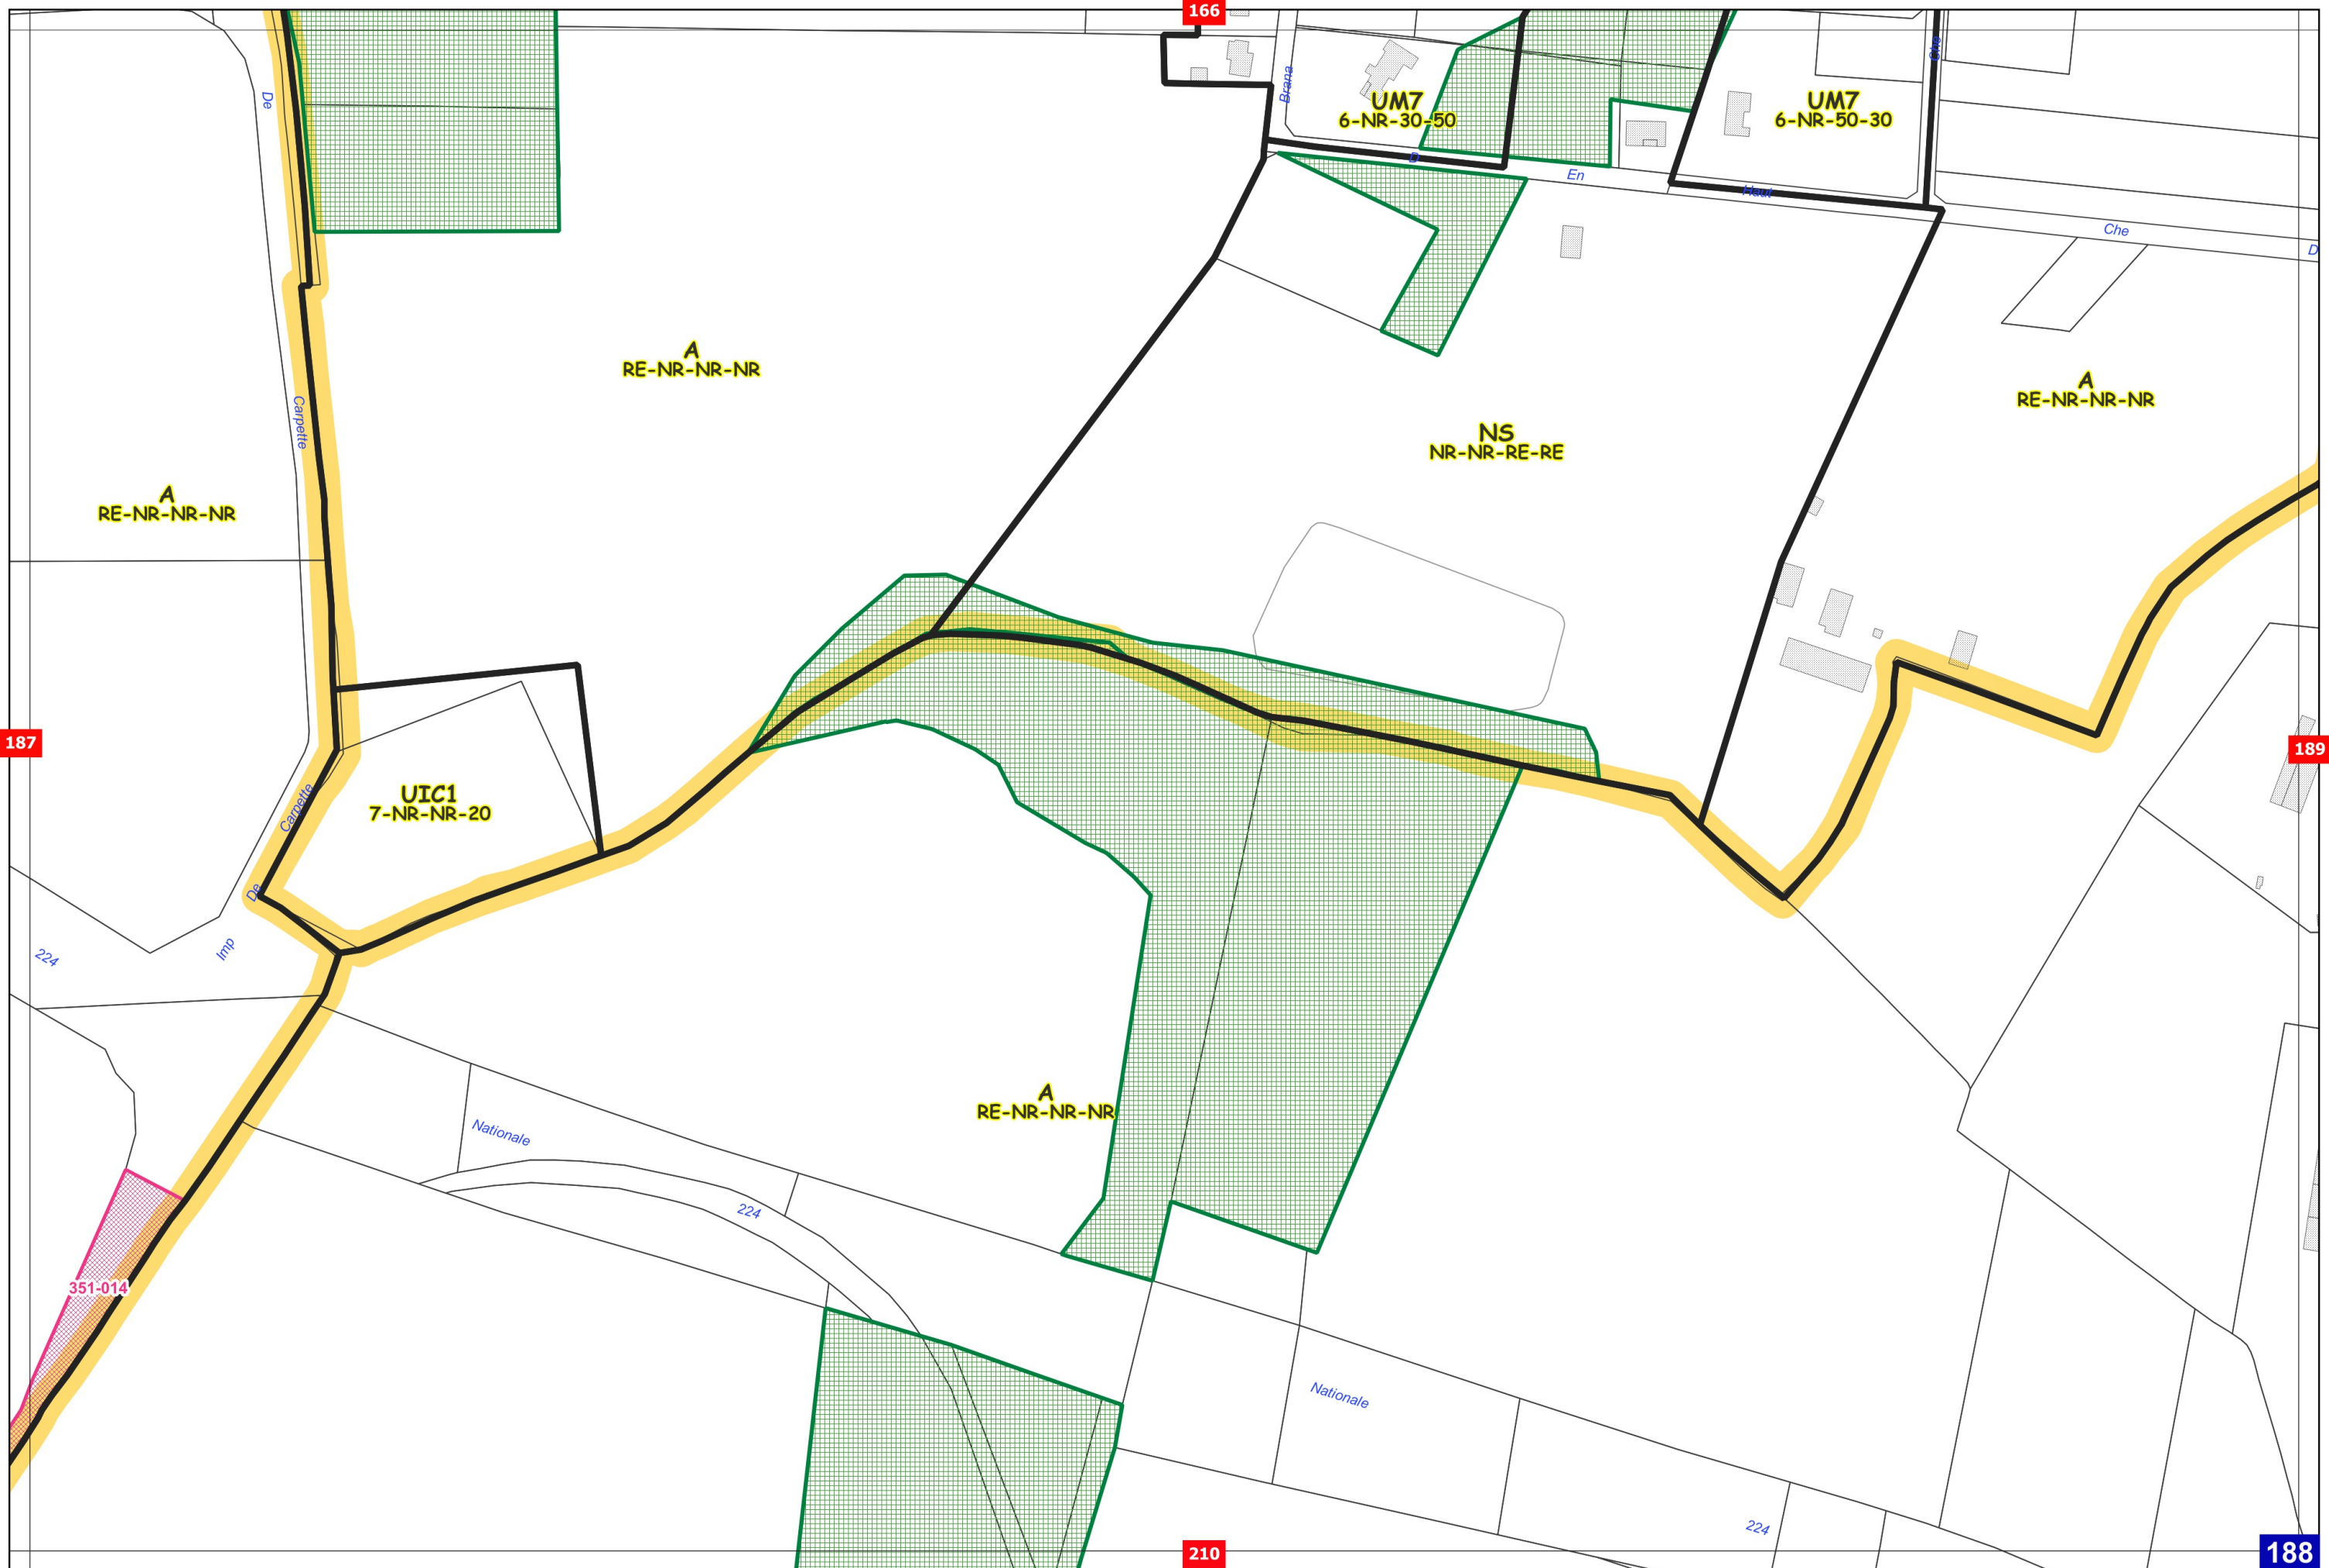 166
De
Brana
Che
UM7
6-NR-30-50
UM7
6-NR-50-30
D
En
Haut
Che
D
A
RE-NR-NR-NR
A
RE-NR-NR-NR
Carpette
NS
NR-NR-RE-RE
A
RE-NR-NR-NR
187
189
UIC1
7-NR-NR-20
Carpette
De
Imp
224
A
RE-NR-NR-NR
Nationale
224
351-014
Nationale
224
210
188